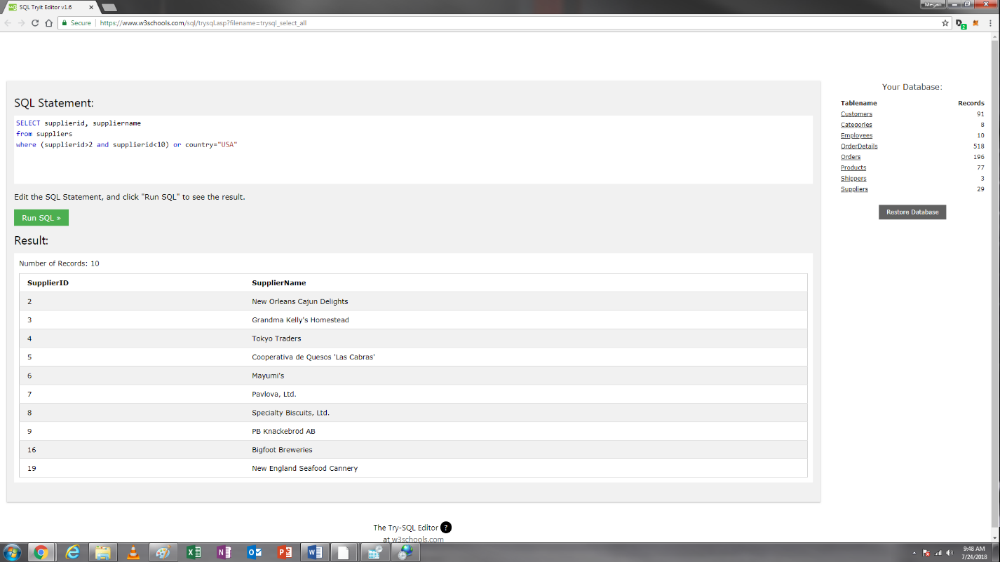 SQL Tryit Editor v1.6
Megan
Secure | https://www.w3schools.com/sql/trysql.asp?filename=trysql_select_all
2
SQL Statement:
SELECT supplierid, suppliername
from suppliers
where (supplierid>2 and supplierid<10) or country="USA"
Edit the SQL Statement, and click "Run SQL" to see the result.
Run SQL »
Result:
Number of Records: 10
SupplierID SupplierName
2 New Orleans Cajun Delights
3 Grandma Kelly's Homestead
4 Tokyo Traders
5 Cooperativa de Quesos 'Las Cabras'
6 Mayumi's
7 Pavlova, Ltd.
8 Specialty Biscuits, Ltd.
9 PB Knäckebröd AB
16 Bigfoot Breweries
19 New England Seafood Cannery
Your Database:
Tablename Records
Customers 91
Categories 8
Employees 10
OrderDetails 518
Orders 196
Products 77
Shippers 3
Suppliers 29
Restore Database
The Try-SQL Editor ?
at w3schools.com
9:48 AM
7/24/2018